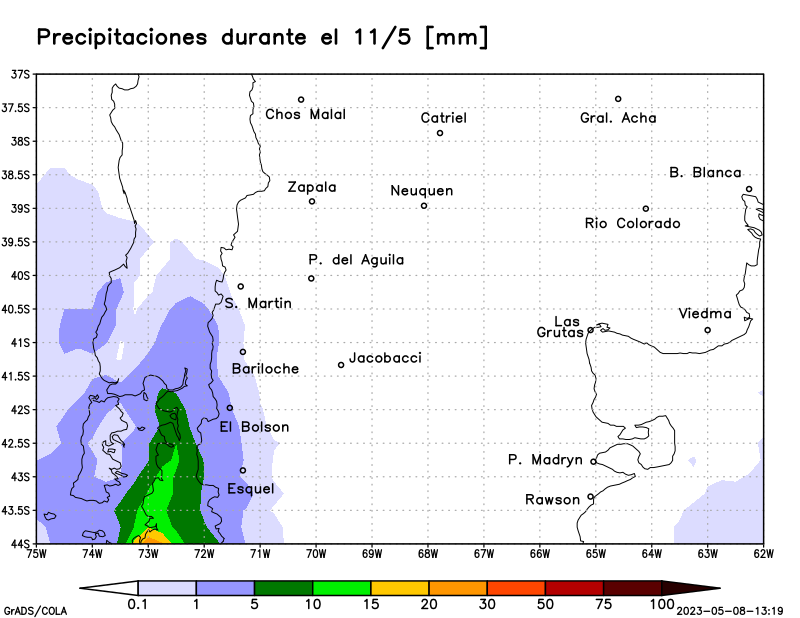 Precipitaciones durante el 11/5 [mm]
37S
37.5S
Chos Malal
Catriel
Gral. Acha
38S
38.5S
B. Blanca
Zapala
Neuquen
39S
Rio Colorado
39.5S
P. del Aguila
40S
S. Martin
40.5S
Las
Grutas
Viedma
41S
Bariloche
Jacobacci
41.5S
42S
El Bolson
42.5S
P. Madryn
43S
Esquel
Rawson
43.5S
44S
75W 74W 73W 72W 71W 70W 69W 68W 67W 66W 65W 64W 63W 62W
0.1 1 5 10 15 20 30 50 75 100
GrADS/COLA
2023-05-08-13:19